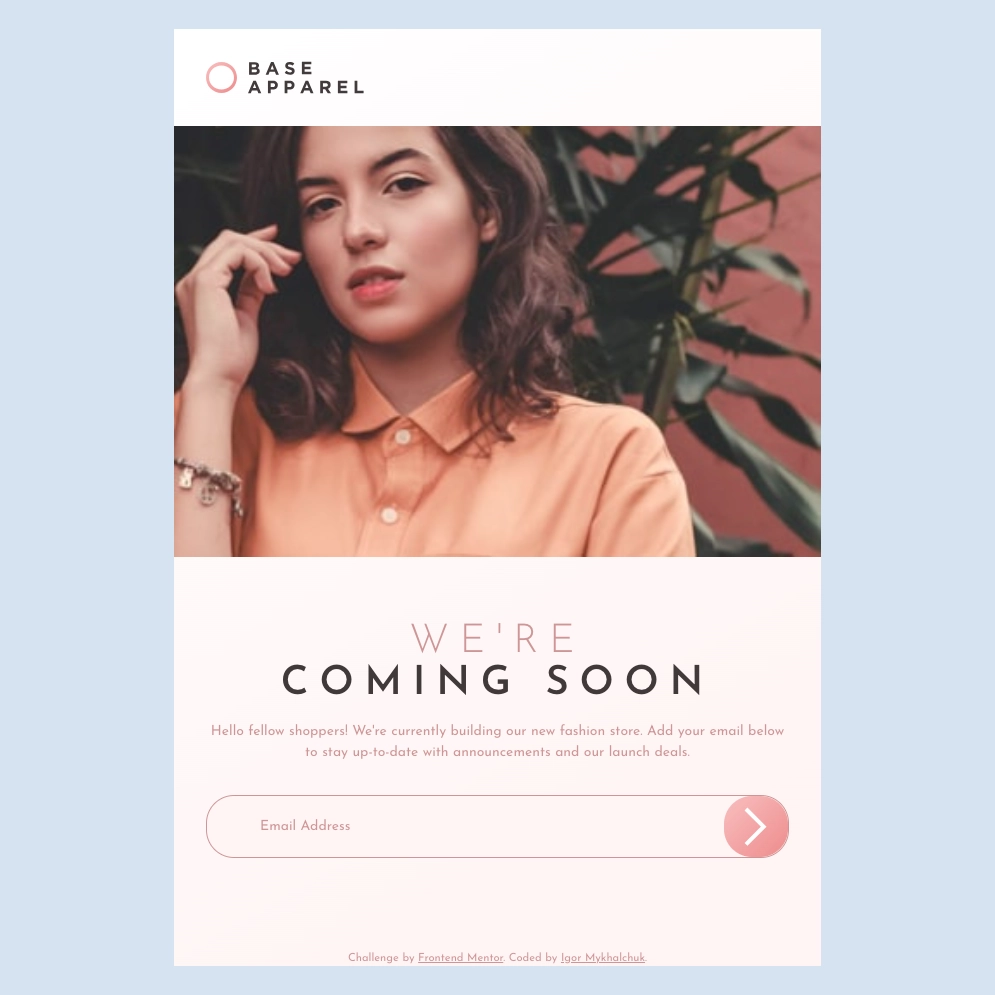 BASE
APPAREL
WE'RE
COMING SOON
Hello fellow shoppers! We're currently building our new fashion store. Add your email below
to stay up-to-date with announcements and our launch deals.
Email Address
Challenge by Frontend Mentor. Coded by Igor Mykhalchuk.